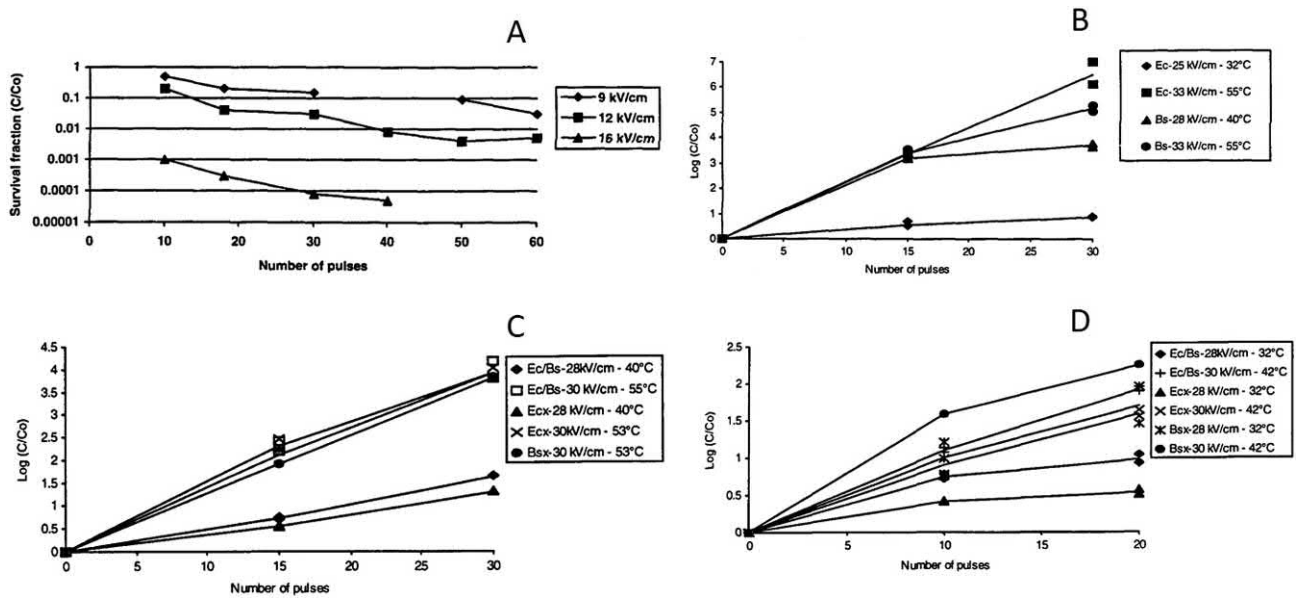 A
Survival fraction (C/Co)
1
0.1
0.01
0.001
0.0001
0.00001
0 10 20 30 40 50 60
Number of pulses
9 kV/cm
12 kV/cm
16 kV/cm
B
Log (C/Co)
7
6
5
4
3
2
1
0
0 5 10 15 20 25 30
Number of pulses
Ec-25 kV/cm - 32°C
Ec-33 kV/cm - 55°C
Bs-28 kV/cm - 40°C
Bs-33 kV/cm - 55°C
C
Log (C/Co)
4.5
4
3.5
3
2.5
2
1.5
1
0.5
0
0 5 10 15 20 25 30
Number of pulses
Ec/Bs-28kV/cm - 40°C
Ec/Bs-30 kV/cm - 55°C
Ecx-28 kV/cm - 40°C
Ecx-30kV/cm - 53°C
Bsx-30 kV/cm - 53°C
D
Log (C/Co)
2.5
2
1.5
1
0.5
0
0 5 10 15 20
Number of pulses
Ec/Bs-28kV/cm - 32°C
Ec/Bs-30 kV/cm - 42°C
Ecx-28 kV/cm - 32°C
Ecx-30kV/cm - 42°C
Bsx-28 kV/cm - 32°C
Bsx-30 kV/cm - 42°C